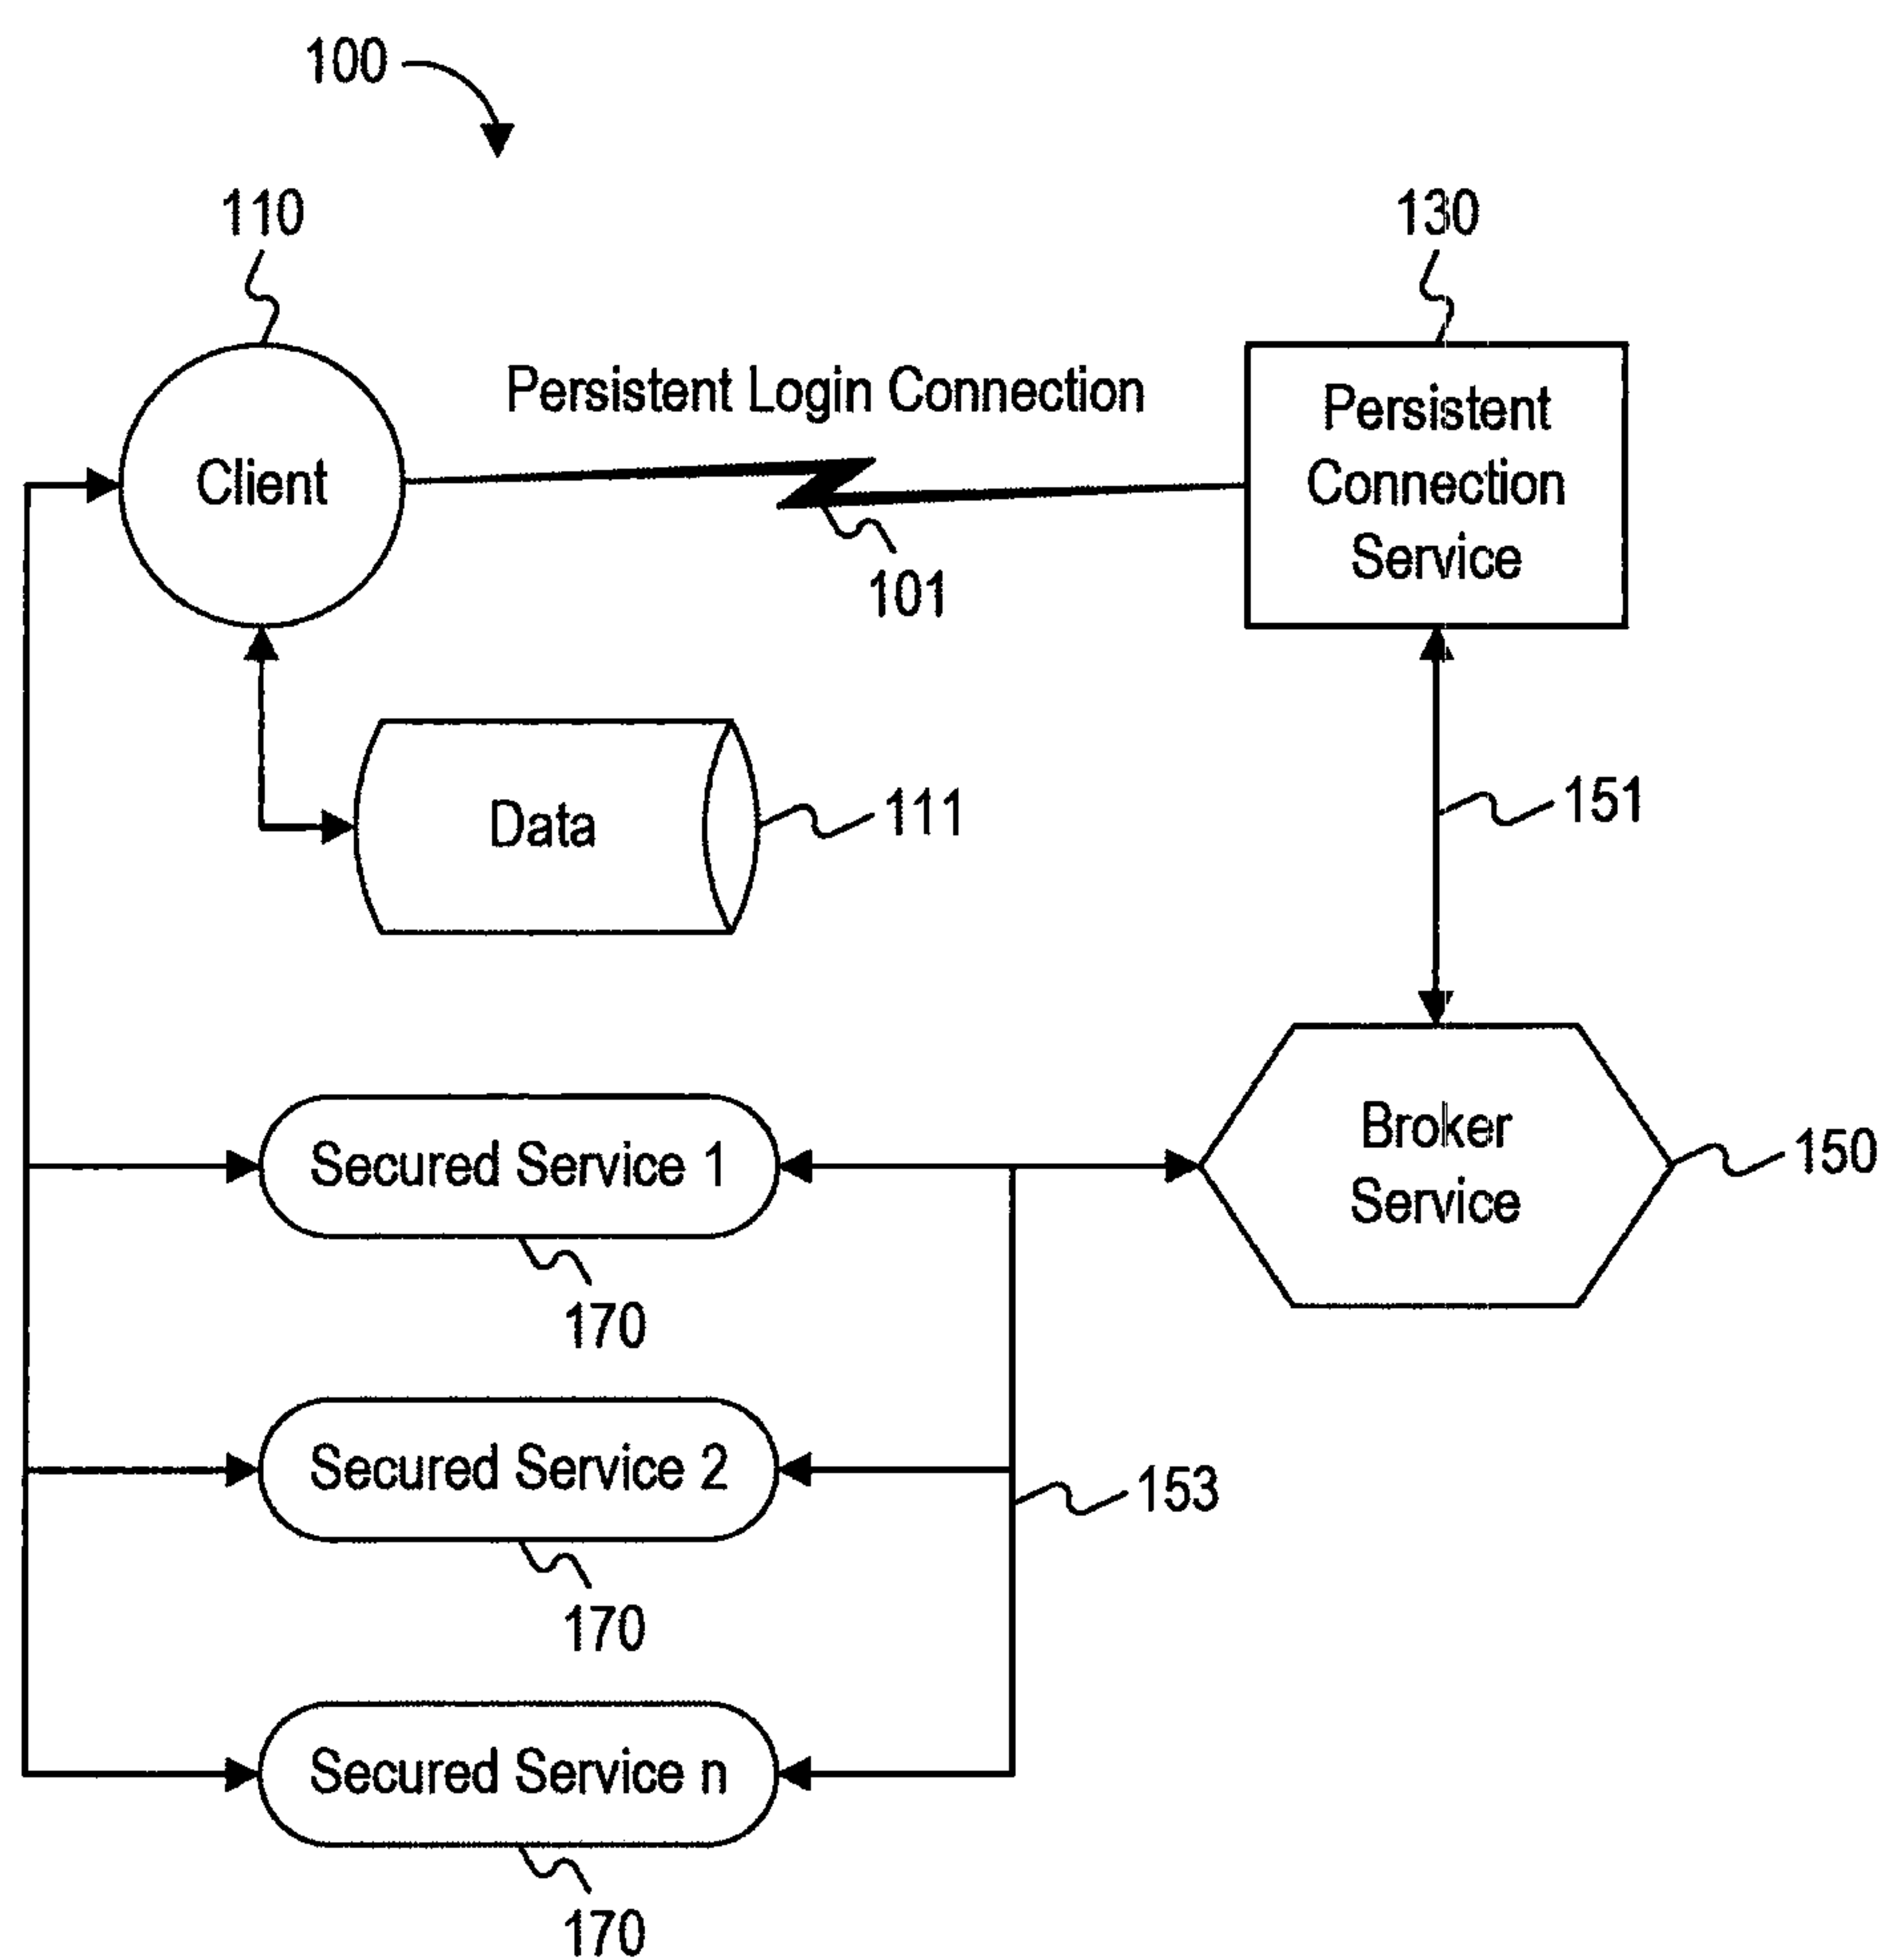 100
110
130
Persistent Login Connection
Persistent
Connection
Service
Client
101
Data
111
151
Broker
Service
150
Secured Service 1
170
Secured Service 2
153
170
Secured Service n
170